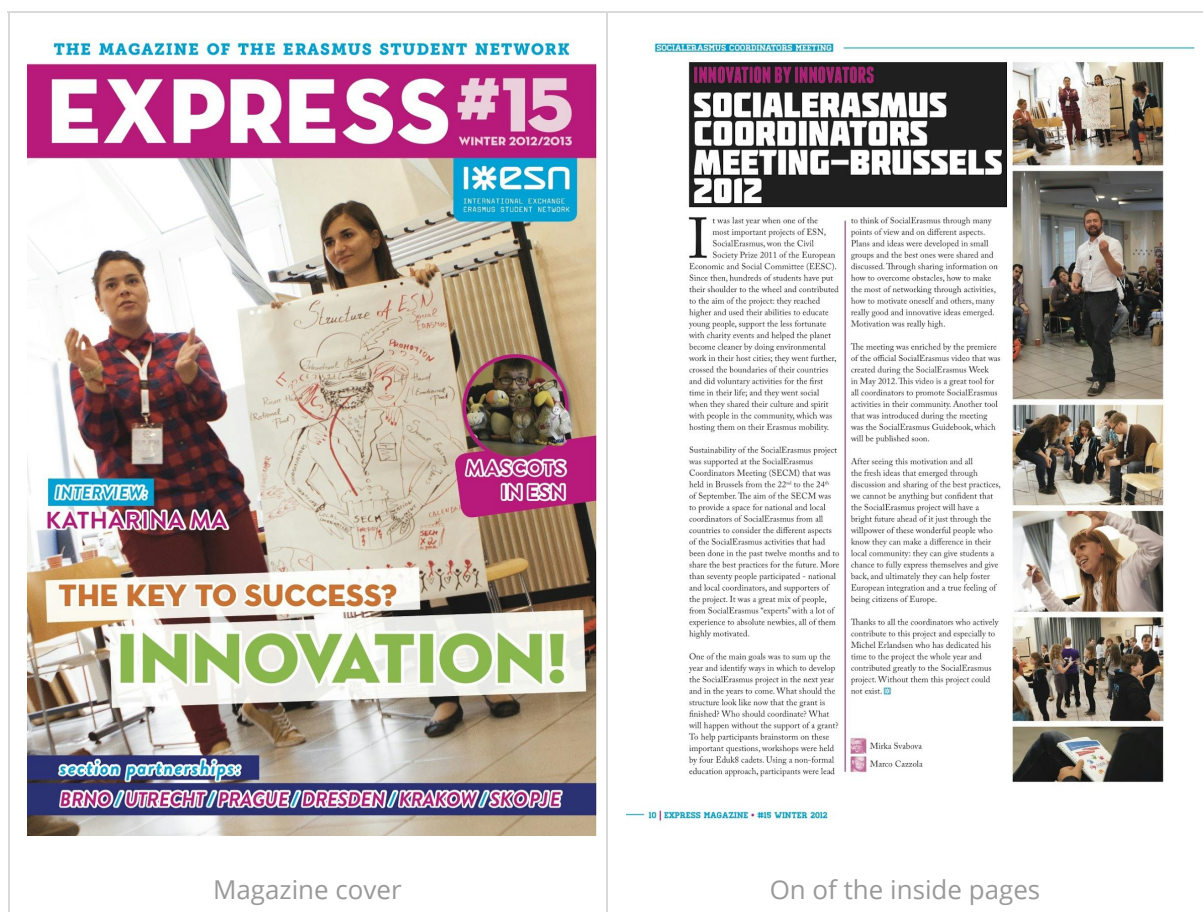 THE MAGAZINE OF THE ERASMUS STUDENT NETWORK
EXPRESS #15
WINTER 2012/2013
esn
INTERNATIONAL EXCHANGE
ERASMUS STUDENT NETWORK
Structure of ESN
Social
ERASMUS
PROMOTION
IT
SECM
CALENDAR
MASCOTS
IN ESN
INTERVIEW:
KATHARINA MA
THE KEY TO SUCCESS?
INNOVATION!
section partnerships:
BRNO / UTRECHT / PRAGUE / DRESDEN / KRAKOW / SKOPJE
Magazine cover
SOCIALERASMUS COORDINATORS MEETING
INNOVATION BY INNOVATORS
SOCIALERASMUS
COORDINATORS
MEETING–BRUSSELS
2012
It was last year when one of the
most important projects of ESN,
SocialErasmus, won the Civil
Society Prize 2011 of the European
Economic and Social Committee (EESC).
Since then, hundreds of students have put
their shoulder to the wheel and contributed
to the aim of the project: they reached
higher and used their abilities to educate
young people, support the less fortunate
with charity events and helped the planet
become cleaner by doing environmental
work in their host cities; they went further,
crossed the boundaries of their countries
and did voluntary activities for the first
time in their life; and they went social
when they shared their culture and spirit
with people in the community, which was
hosting them on their Erasmus mobility.
Sustainability of the SocialErasmus project
was supported at the SocialErasmus
Coordinators Meeting (SECM) that was
held in Brussels from the 22nd to the 24th
of September. The aim of the SECM was
to provide a space for national and local
coordinators of SocialErasmus from all
countries to consider the different aspects
of the SocialErasmus activities that had
been done in the past twelve months and to
share the best practices for the future. More
than seventy people participated - national
and local coordinators, and supporters of
the project. It was a great mix of people,
from SocialErasmus "experts" with a lot of
experience to absolute newbies, all of them
highly motivated.
One of the main goals was to sum up the
year and identify ways in which to develop
the SocialErasmus project in the next year
and in the years to come. What should the
structure look like now that the grant is
finished? Who should coordinate? What
will happen without the support of a grant?
To help participants brainstorm on these
important questions, workshops were held
by four Eduk8 cadets. Using a non-formal
education approach, participants were lead
to think of SocialErasmus through many
points of view and on different aspects.
Plans and ideas were developed in small
groups and the best ones were shared and
discussed. Through sharing information on
how to overcome obstacles, how to make
the most of networking through activities,
how to motivate oneself and others, many
really good and innovative ideas emerged.
Motivation was really high.
The meeting was enriched by the premiere
of the official SocialErasmus video that was
created during the SocialErasmus Week
in May 2012. This video is a great tool for
all coordinators to promote SocialErasmus
activities in their community. Another tool
that was introduced during the meeting
was the SocialErasmus Guidebook, which
will be published soon.
After seeing this motivation and all
the fresh ideas that emerged through
discussion and sharing of the best practices,
we cannot be anything but confident that
the SocialErasmus project will have a
bright future ahead of it just through the
willpower of these wonderful people who
know they can make a difference in their
local community: they can give students a
chance to fully express themselves and give
back, and ultimately they can help foster
European integration and a true feeling of
being citizens of Europe.
Thanks to all the coordinators who actively
contribute to this project and especially to
Michel Erlandsen who has dedicated his
time to the project the whole year and
contributed greatly to the SocialErasmus
project. Without them this project could
not exist.
Mirka Svabova
Marco Cazzola
10 | EXPRESS MAGAZINE • #15 WINTER 2012
On of the inside pages